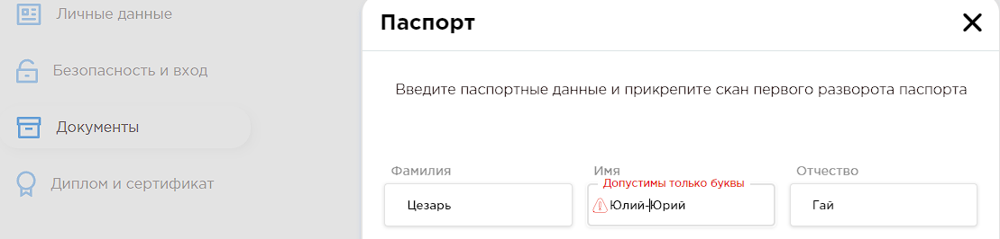 Личные данные
Безопасность и вход
Документы
Диплом и сертификат
Паспорт
Введите паспортные данные и прикрепите скан первого разворота паспорта
Фамилия
Цезарь
Имя
Допустимы только буквы
Юлий-Юрий
Отчество
Гай